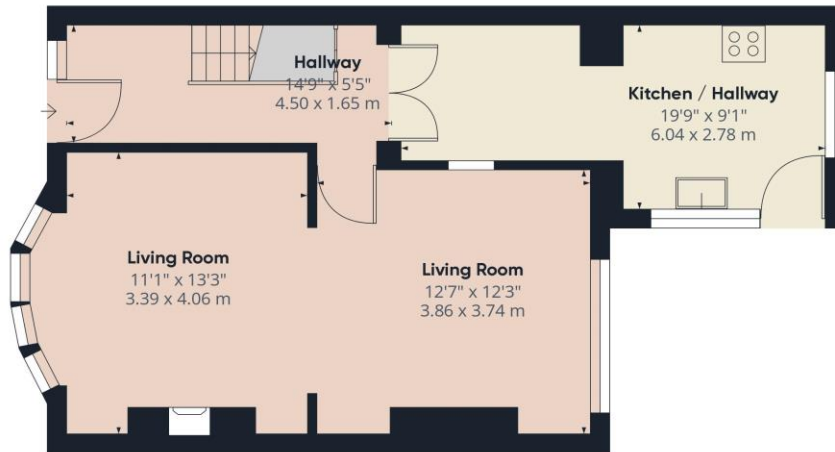 Hallway
14'9" x 5'5"
4.50 x 1.65 m
Kitchen / Hallway
19'9" x 9'1"
6.04 x 2.78 m
Living Room
11'1" x 13'3"
3.39 x 4.06 m
Living Room
12'7" x 12'3"
3.86 x 3.74 m